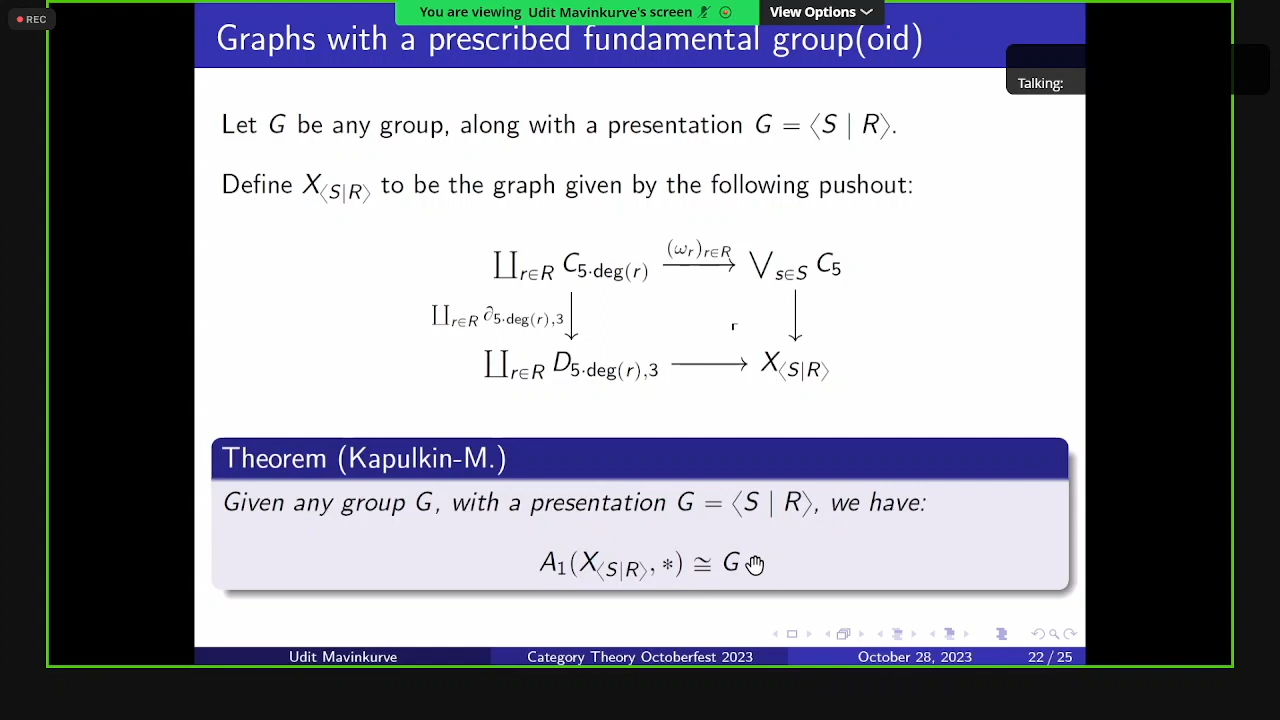 REC
You are viewing Udit Mavinkurve's screen
View Options
Graphs with a prescribed fundamental group(oid)
Talking:
Let G be any group, along with a presentation G = ⟨S | R⟩.
Define X⟨S|R⟩ to be the graph given by the following pushout:
∐r∈R C5·deg(r) (ωr)r∈R ⋁s∈S C5
∐r∈R ∂5·deg(r),3
∐r∈R D5·deg(r),3 X⟨S|R⟩
Theorem (Kapulkin-M.)
Given any group G, with a presentation G = ⟨S | R⟩, we have:
A1(X⟨S|R⟩, ∗) ≅ G
Udit Mavinkurve Category Theory Octoberfest 2023 October 28, 2023 22 / 25